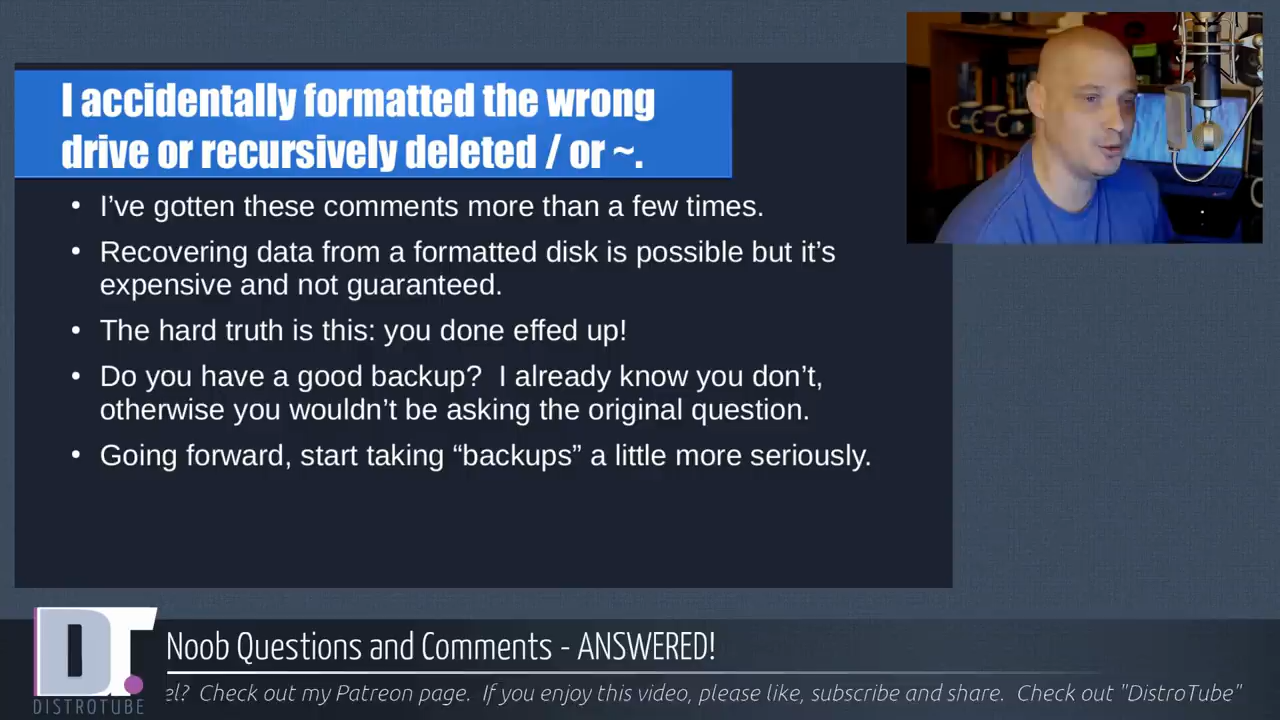 I accidentally formatted the wrong
drive or recursively deleted / or ~.
• I’ve gotten these comments more than a few times.
• Recovering data from a formatted disk is possible but it’s
expensive and not guaranteed.
• The hard truth is this: you done effed up!
• Do you have a good backup?  I already know you don’t,
otherwise you wouldn’t be asking the original question.
• Going forward, start taking “backups” a little more seriously.
DT.
DISTROTUBE
Noob Questions and Comments - ANSWERED!
el?  Check out my Patreon page.  If you enjoy this video, please like, subscribe and share.  Check out "DistroTube"